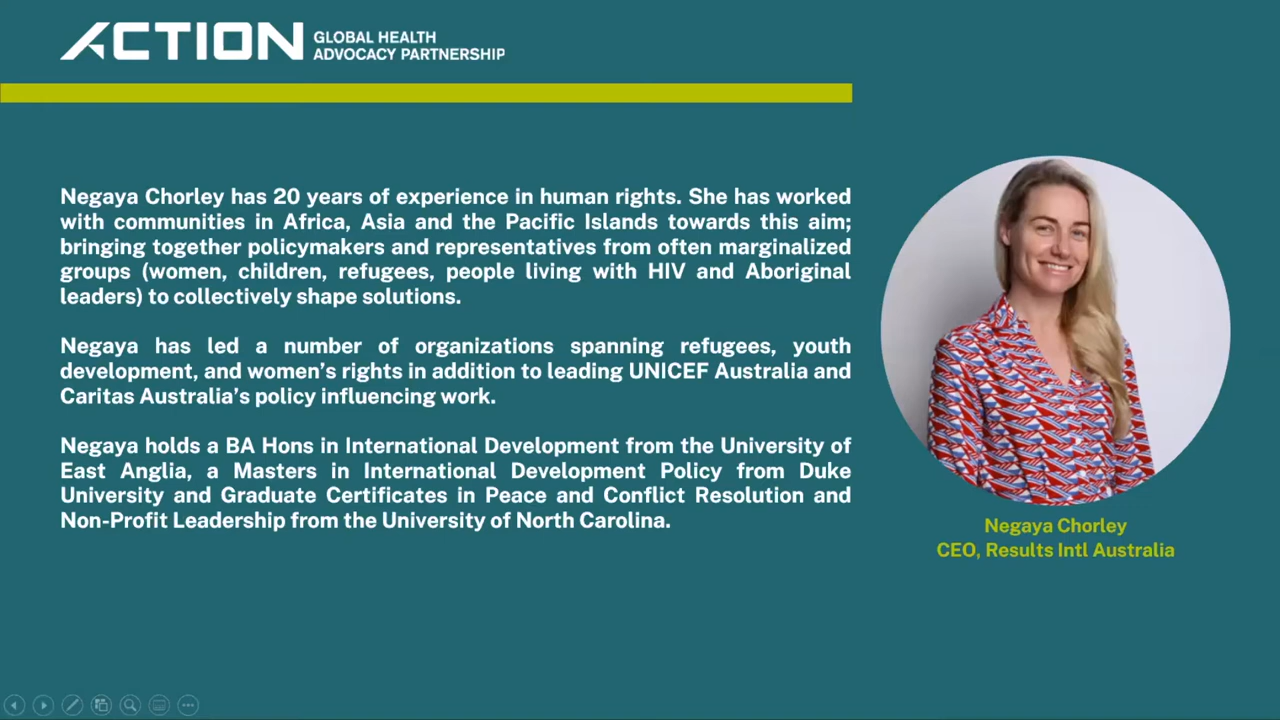 ACTION
GLOBAL HEALTH
ADVOCACY PARTNERSHIP
Negaya Chorley has 20 years of experience in human rights. She has worked
with communities in Africa, Asia and the Pacific Islands towards this aim;
bringing together policymakers and representatives from often marginalized
groups (women, children, refugees, people living with HIV and Aboriginal
leaders) to collectively shape solutions.
Negaya has led a number of organizations spanning refugees, youth
development, and women’s rights in addition to leading UNICEF Australia and
Caritas Australia’s policy influencing work.
Negaya holds a BA Hons in International Development from the University of
East Anglia, a Masters in International Development Policy from Duke
University and Graduate Certificates in Peace and Conflict Resolution and
Non-Profit Leadership from the University of North Carolina.
Negaya Chorley
CEO, Results Intl Australia